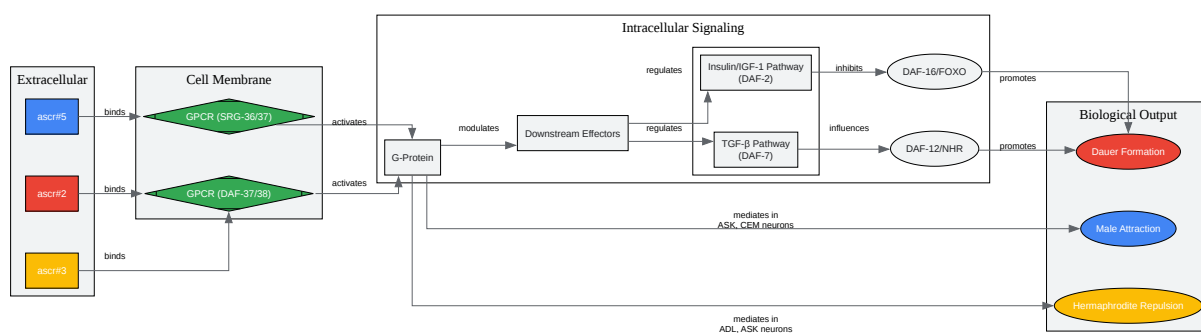 Extracellular
ascr#5
ascr#2
ascr#3
binds
binds
binds
Cell Membrane
GPCR (SRG-36/37)
GPCR (DAF-37/38)
activates
activates
Intracellular Signaling
G-Protein
modulates
Downstream Effectors
regulates
regulates
Insulin/IGF-1 Pathway
(DAF-2)
TGF-β Pathway
(DAF-7)
inhibits
influences
DAF-16/FOXO
DAF-12/NHR
promotes
promotes
mediates in
ASK, CEM neurons
mediates in
ADL, ASK neurons
Biological Output
Dauer Formation
Male Attraction
Hermaphrodite Repulsion